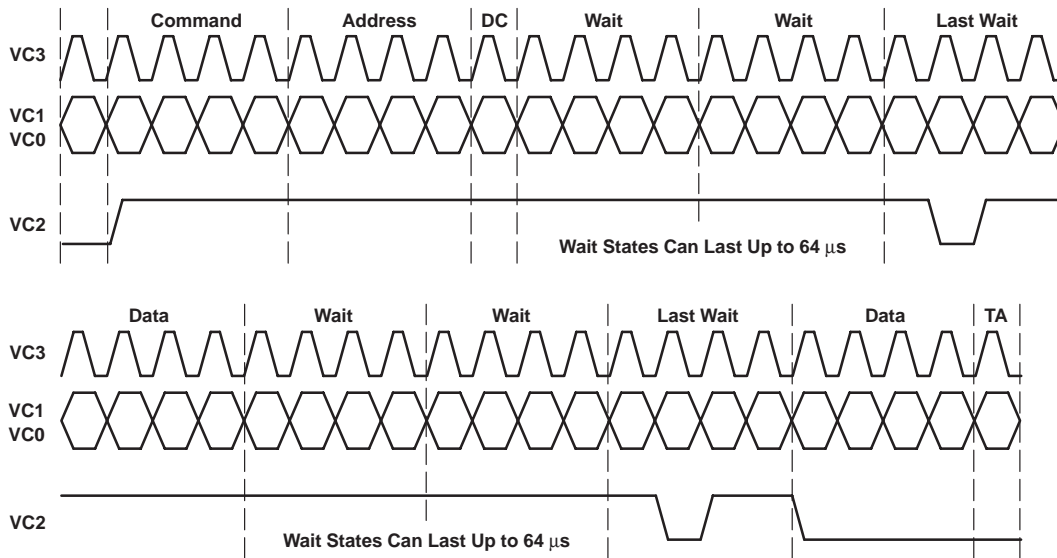 Command Address DC Wait Wait Last Wait
VC3
VC1
VC0
VC2
Wait States Can Last Up to 64 μs
Data Wait Wait Last Wait Data TA
VC3
VC1
VC0
VC2
Wait States Can Last Up to 64 μs